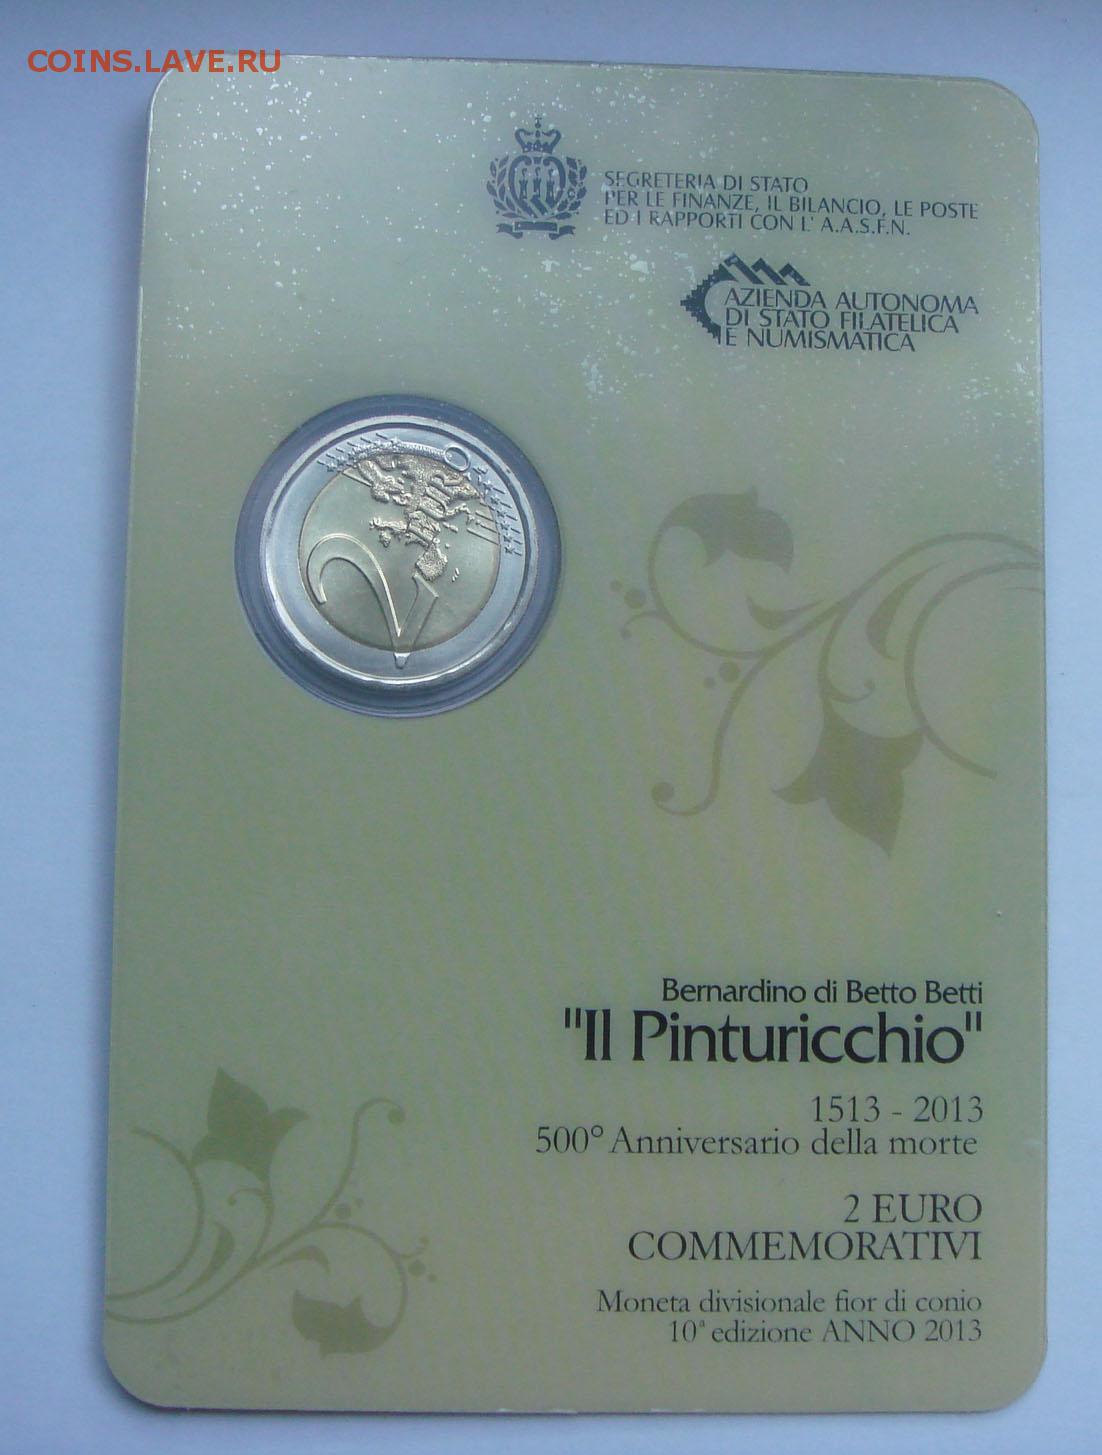 COINS.LAVE.RU
SEGRETERIA DI STATO
PER LE FINANZE, IL BILANCIO, LE POSTE
ED I RAPPORTI CON L' A.A.S.F.N.
AZIENDA AUTONOMA
DI STATO FILATELICA
E NUMISMATICA
2 EURO
Bernardino di Betto Betti
"Il Pinturicchio"
1513 - 2013
500° Anniversario della morte
2 EURO
COMMEMORATIVI
Moneta divisionale fior di conio
10ª edizione ANNO 2013